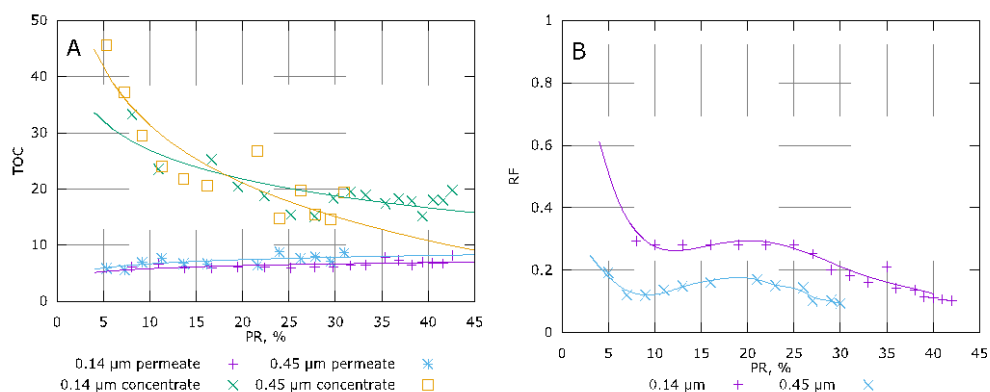 A
TOC
50
40
30
20
10
0
0 5 10 15 20 25 30 35 40 45
PR, %
0.14 µm permeate 0.45 µm permeate
0.14 µm concentrate 0.45 µm concentrate
B
RF
1
0.8
0.6
0.4
0.2
0
0 5 10 15 20 25 30 35 40 45
PR, %
0.14 µm 0.45 µm